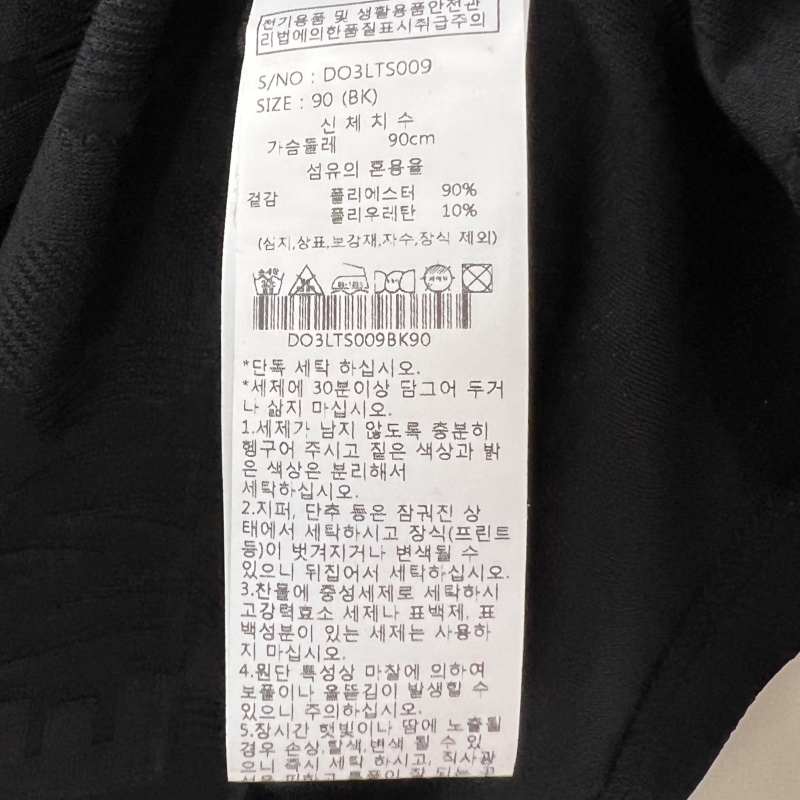 전기용품 및 생활용품안전관
리법에의한품질표시취급주의
S/NO : DO3LTS009
SIZE : 90 (BK)
신체치수
가슴둘레 90cm
섬유의 혼용율
겉감 폴리에스터 90%
폴리우레탄 10%
(심지,상표,보강재,자수,장식 제외)
DO3LTS009BK90
*단독 세탁 하십시오.
*세제에 30분이상 담그어 두거
나 삶지 마십시오.
1.세제가 남지 않도록 충분히
헹구어 주시고 짙은 색상과 밝
은 색상은 분리해서
세탁하십시오.
2.지퍼, 단추 등은 잠궈진 상
태에서 세탁하시고 장식(프린트
등)이 벗겨지거나 변색될 수
있으니 뒤집어서 세탁하십시오.
3.찬물에 중성세제로 세탁하시
고강력효소 세제나 표백제, 표
백성분이 있는 세제는 사용하
지 마십시오.
4.원단 특성상 마찰에 의하여
보풀이나 올뜯김이 발생할 수
있으니 주의하십시오.
5.장시간 햇빛이나 땀에 노출될
경우 손상,탈색,변색 될 수 있
으니 즉시 세탁 하시고, 직사광